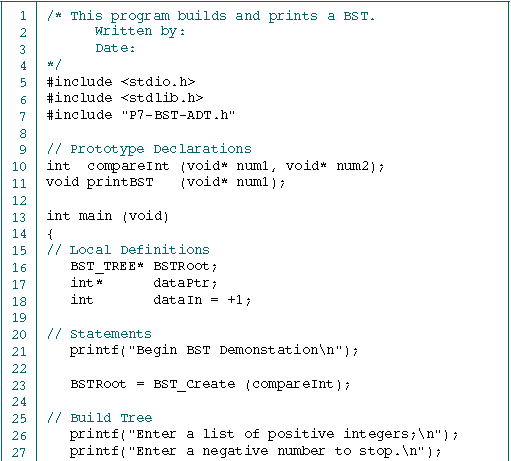 1 /* This program builds and prints a BST.
2 Written by:
3 Date:
4 */
5 #include <stdio.h>
6 #include <stdlib.h>
7 #include "P7-BST-ADT.h"
8
9 // Prototype Declarations
10 int  compareInt (void* num1, void* num2);
11 void printBST   (void* num1);
12
13 int main (void)
14 {
15 // Local Definitions
16    BST_TREE* BSTRoot;
17    int*      dataPtr;
18    int       dataIn = +1;
19
20 // Statements
21    printf("Begin BST Demonstation\n");
22
23    BSTRoot = BST_Create (compareInt);
24
25 // Build Tree
26    printf("Enter a list of positive integers;\n");
27    printf("Enter a negative number to stop.\n");